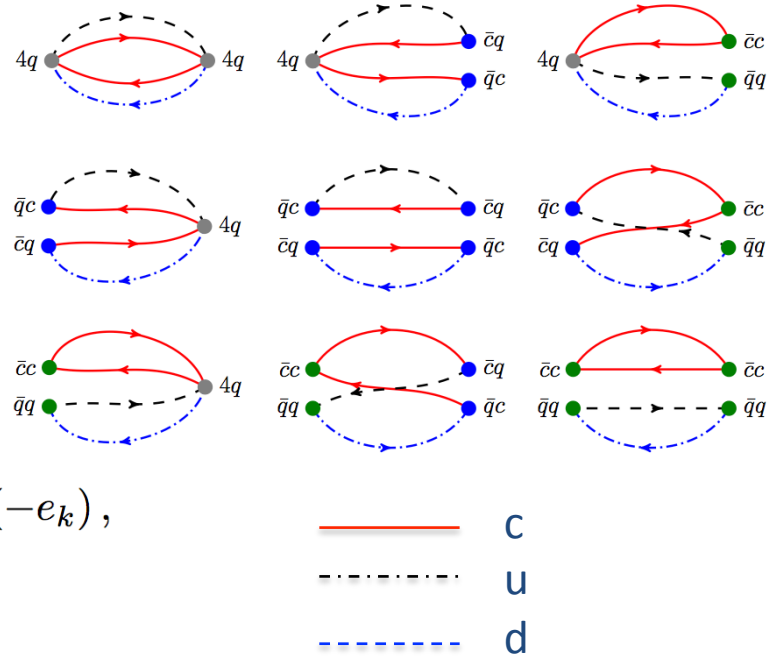 4q 4q
4q c̄q q̄c
4q c̄c q̄q
q̄c c̄q 4q
q̄c c̄q c̄q q̄c
q̄c c̄q c̄c q̄q
c̄c q̄q 4q
c̄c q̄q c̄q q̄c
c̄c q̄q c̄c q̄q
(−e_k),
c
u
d